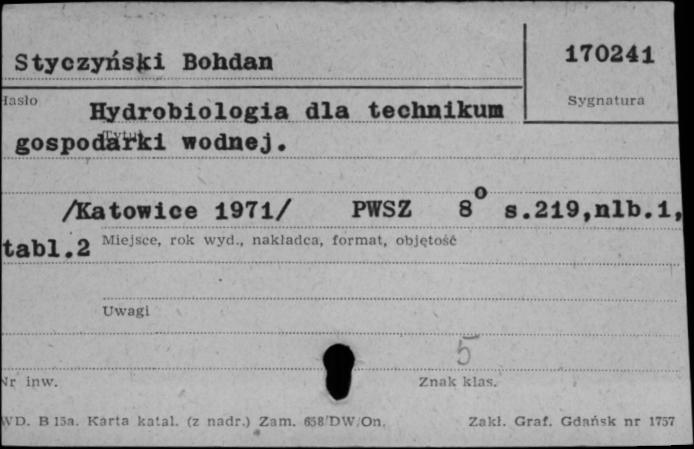 Styczyński Bohdan
170241
Hasło
Sygnatura
Hydrobiologia dla technikum
Tytuł
gospodarki wodnej.
/Katowice 1971/ PWSZ 8° s.219,nlb.1,
tabl.2
Miejsce, rok wyd., nakładca, format, objętość
Uwagi
5
Nr inw.
Znak klas.
WD. B 15a. Karta katal. (z nadr.) Zam. 658/DW/On.
Zakł. Graf. Gdańsk nr 1757